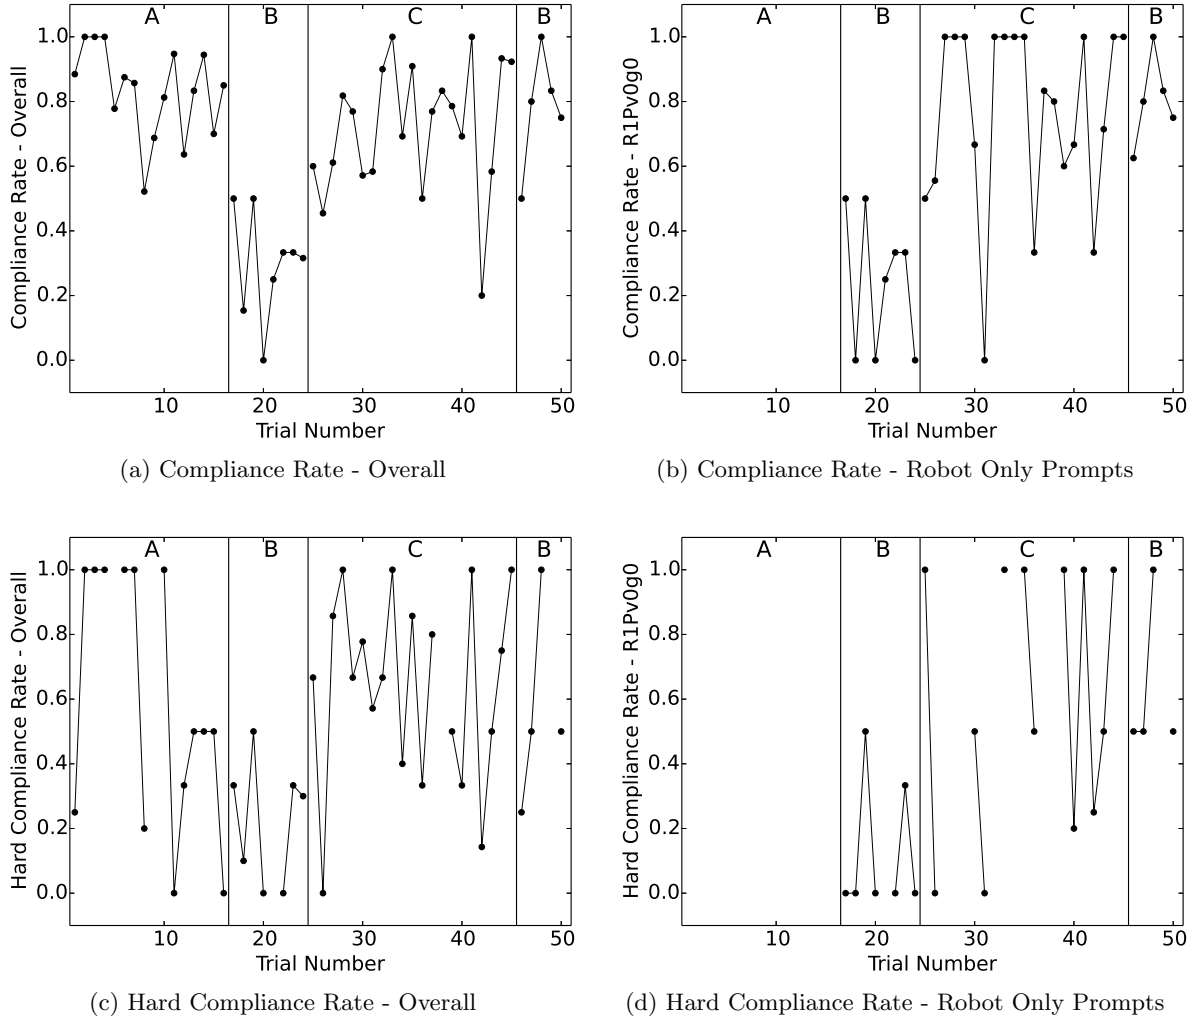 A B C B
1.0
0.8
0.6
0.4
0.2
0.0
10 20 30 40 50
Trial Number
Compliance Rate - Overall
(a) Compliance Rate - Overall
A B C B
1.0
0.8
0.6
0.4
0.2
0.0
10 20 30 40 50
Trial Number
Compliance Rate - R1Pv0g0
(b) Compliance Rate - Robot Only Prompts
A B C B
1.0
0.8
0.6
0.4
0.2
0.0
10 20 30 40 50
Trial Number
Hard Compliance Rate - Overall
(c) Hard Compliance Rate - Overall
A B C B
1.0
0.8
0.6
0.4
0.2
0.0
10 20 30 40 50
Trial Number
Hard Compliance Rate - R1Pv0g0
(d) Hard Compliance Rate - Robot Only Prompts